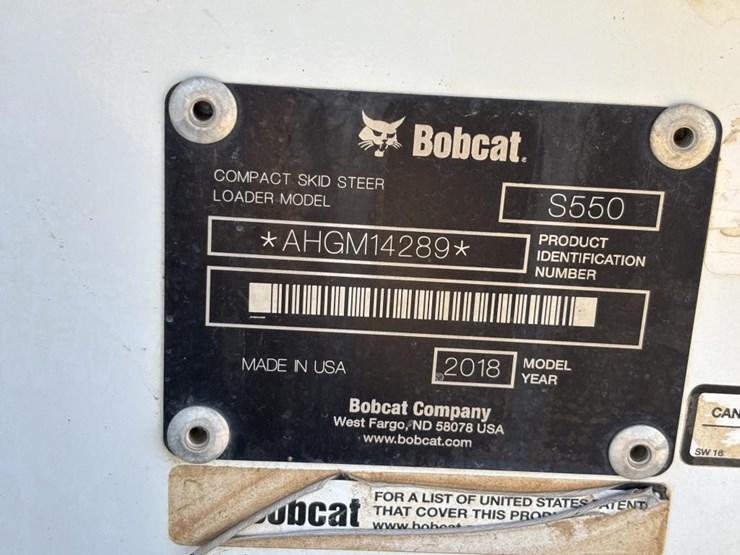 Bobcat.
COMPACT SKID STEER
LOADER MODEL
S550
*AHGM14289*
PRODUCT
IDENTIFICATION
NUMBER
MADE IN USA
2018
MODEL
YEAR
Bobcat Company
West Fargo, ND 58078 USA
www.bobcat.com
CAN
SW 16
bcat
FOR A LIST OF UNITED STATES
THAT COVER THIS